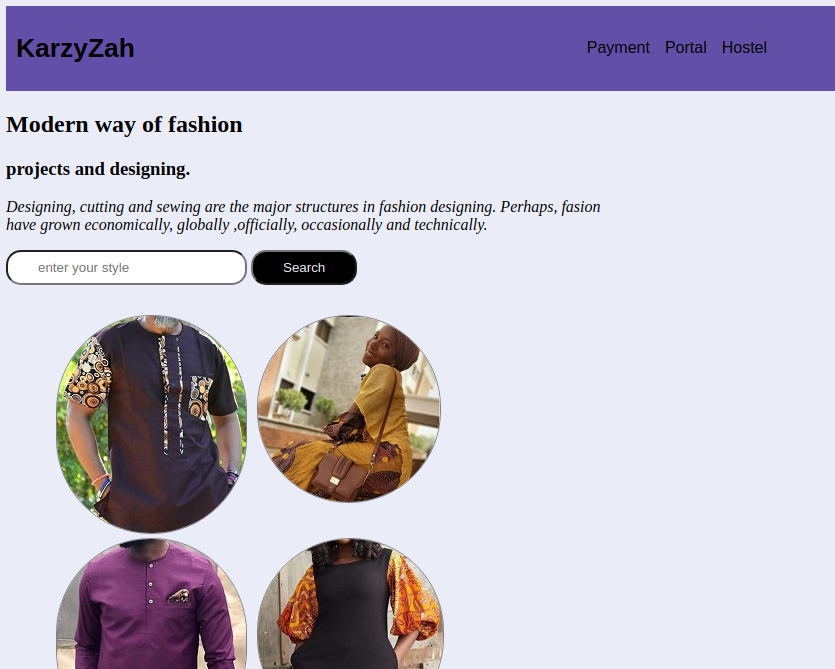 KarzyZah
Payment Portal Hostel
Modern way of fashion
projects and designing.
Designing, cutting and sewing are the major structures in fashion designing. Perhaps, fasion
have grown economically, globally ,officially, occasionally and technically.
enter your style
Search